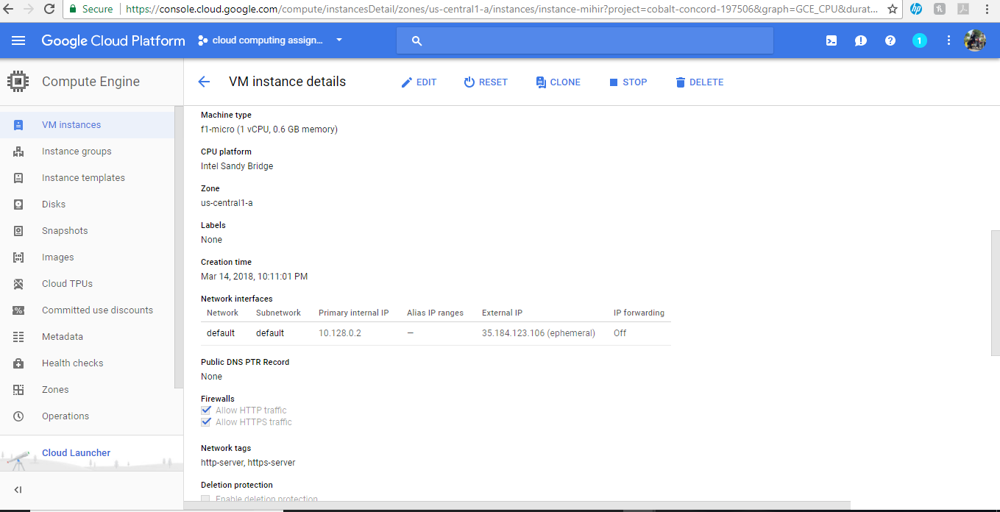 Secure https://console.cloud.google.com/compute/instancesDetail/zones/us-central1-a/instances/instance-mihir?project=cobalt-concord-197506&graph=GCE_CPU&durat...
hp
Google Cloud Platform cloud computing assign... 1
Compute Engine
VM instance details EDIT RESET CLONE STOP DELETE
VM instances
Instance groups
Instance templates
Disks
Snapshots
Images
Cloud TPUs
Committed use discounts
Metadata
Health checks
Zones
Operations
Cloud Launcher
Machine type
f1-micro (1 vCPU, 0.6 GB memory)
CPU platform
Intel Sandy Bridge
Zone
us-central1-a
Labels
None
Creation time
Mar 14, 2018, 10:11:01 PM
Network interfaces
Network Subnetwork Primary internal IP Alias IP ranges External IP IP forwarding
default default 10.128.0.2 — 35.184.123.106 (ephemeral) Off
Public DNS PTR Record
None
Firewalls
Allow HTTP traffic
Allow HTTPS traffic
Network tags
http-server, https-server
Deletion protection
Enable deletion protection